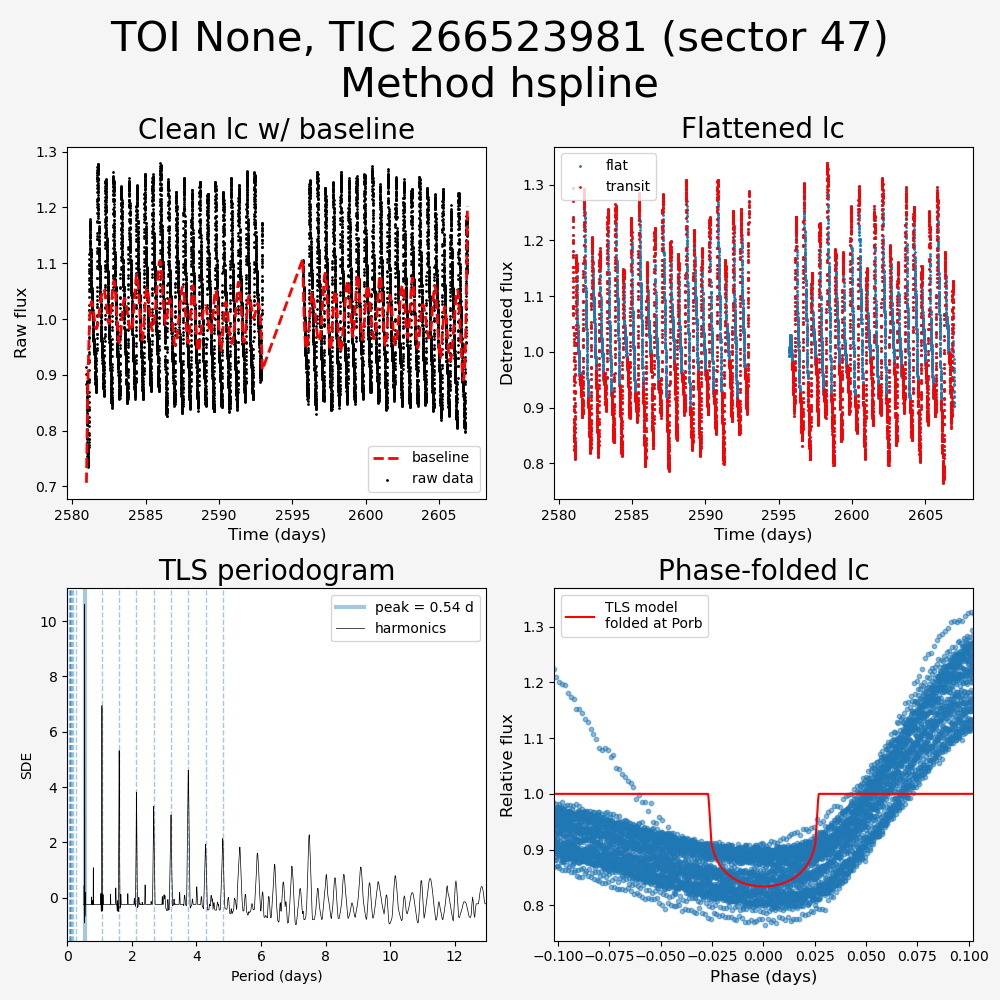 TOI None, TIC 266523981 (sector 47)
Method hspline
Clean lc w/ baseline
Raw flux
1.3
1.2
1.1
1.0
0.9
0.8
0.7
baseline
raw data
2580 2585 2590 2595 2600 2605
Time (days)
Flattened lc
Detrended flux
1.3
1.2
1.1
1.0
0.9
0.8
flat
transit
2580 2585 2590 2595 2600 2605
Time (days)
TLS periodogram
SDE
10
8
6
4
2
0
peak = 0.54 d
harmonics
0 2 4 6 8 10 12
Period (days)
Phase-folded lc
Relative flux
1.3
1.2
1.1
1.0
0.9
0.8
TLS model
folded at Porb
−0.100 −0.075 −0.050 −0.025 0.000 0.025 0.050 0.075 0.100
Phase (days)